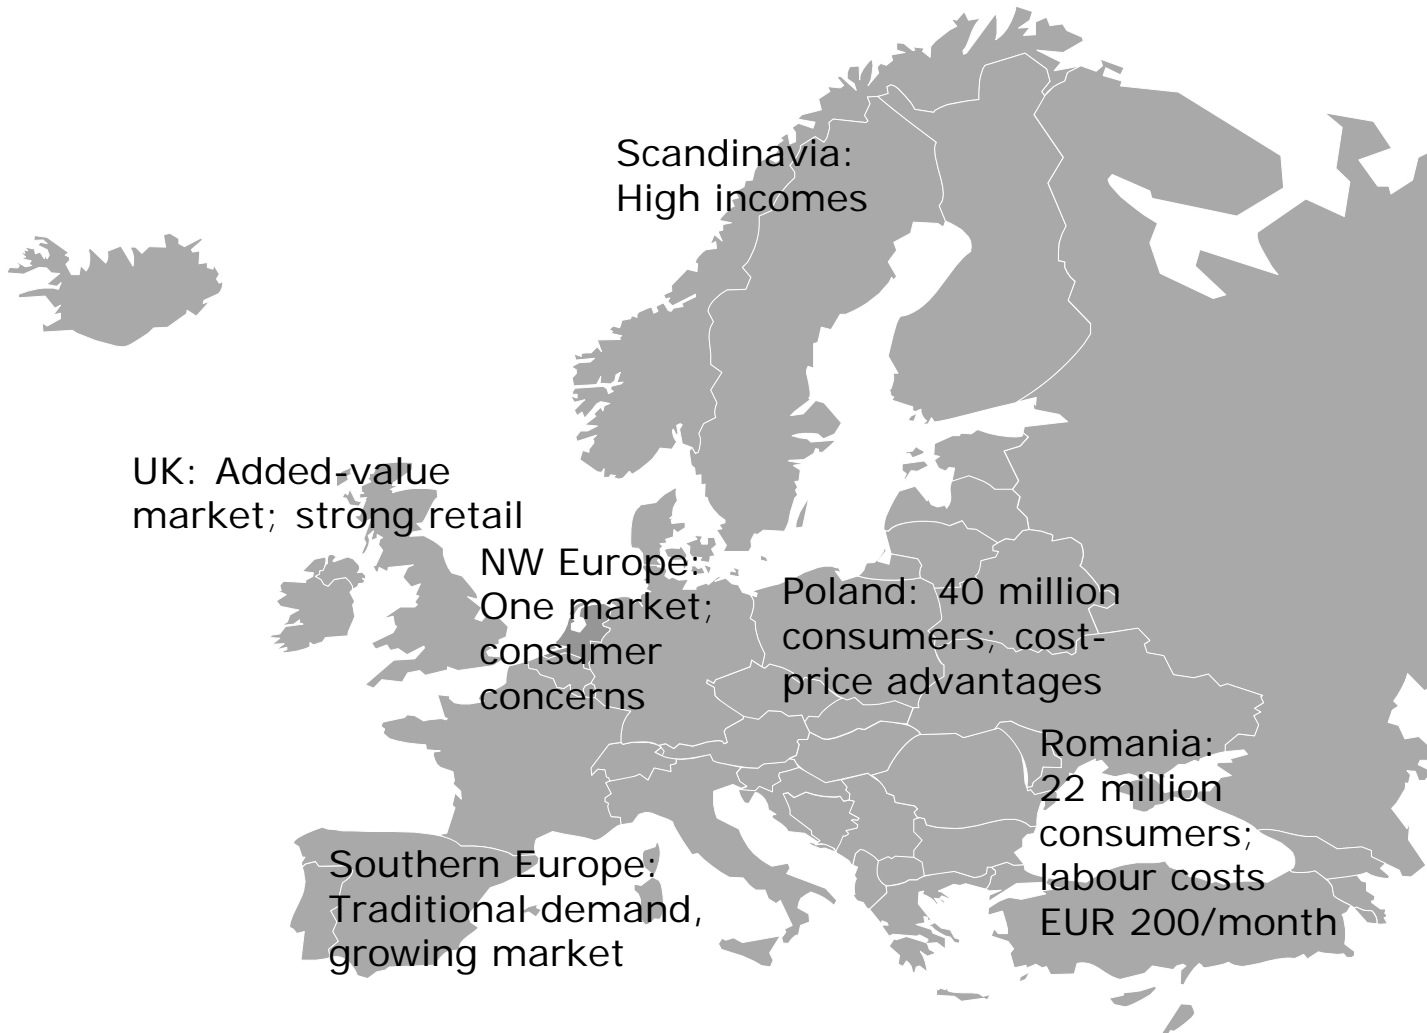 Scandinavia:
High incomes
UK: Added-value
market; strong retail
NW Europe:
One market;
consumer
concerns
Poland: 40 million
consumers; cost-
price advantages
Romania:
22 million
consumers;
labour costs
EUR 200/month
Southern Europe:
Traditional demand,
growing market